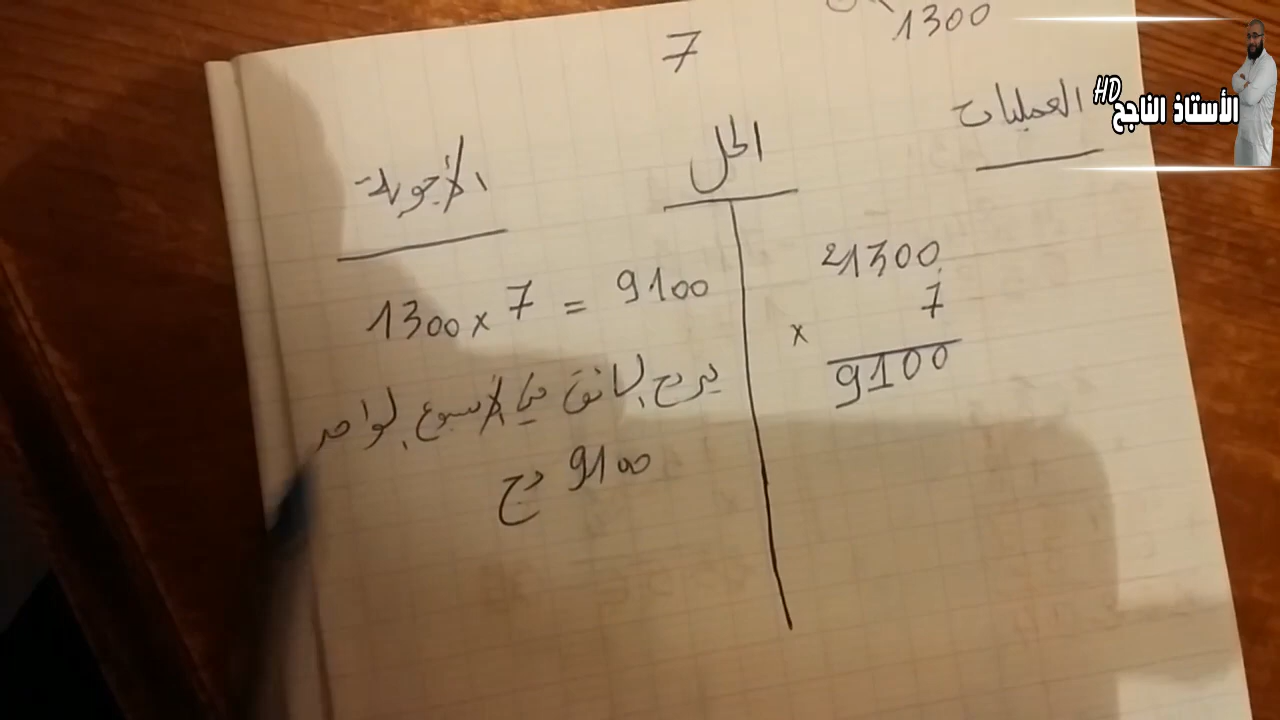 1300
7
HD الأستاذ الناجح
العمليات
الحل
الأجوبة
21300
7
×
9100
1300 × 7 = 9100
يربح السائق في الأسبوع الواحد
9100 دج